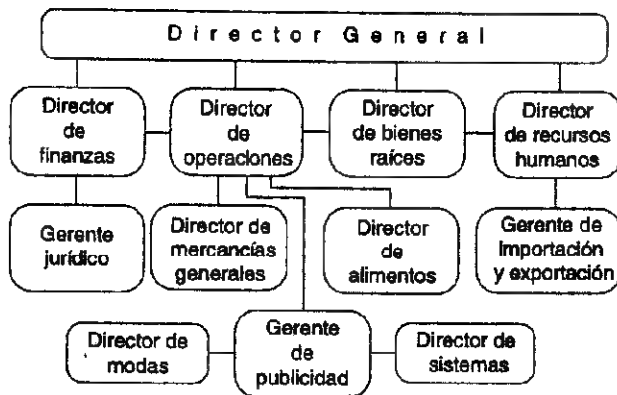 Director General
Director
de
finanzas
Director
de
operaciones
Director
de bienes
raíces
Director
de recursos
humanos
Gerente
jurídico
Director de
mercancías
generales
Director
de
alimentos
Gerente de
importación
y exportación
Director de
modas
Gerente
de
publicidad
Director de
sistemas